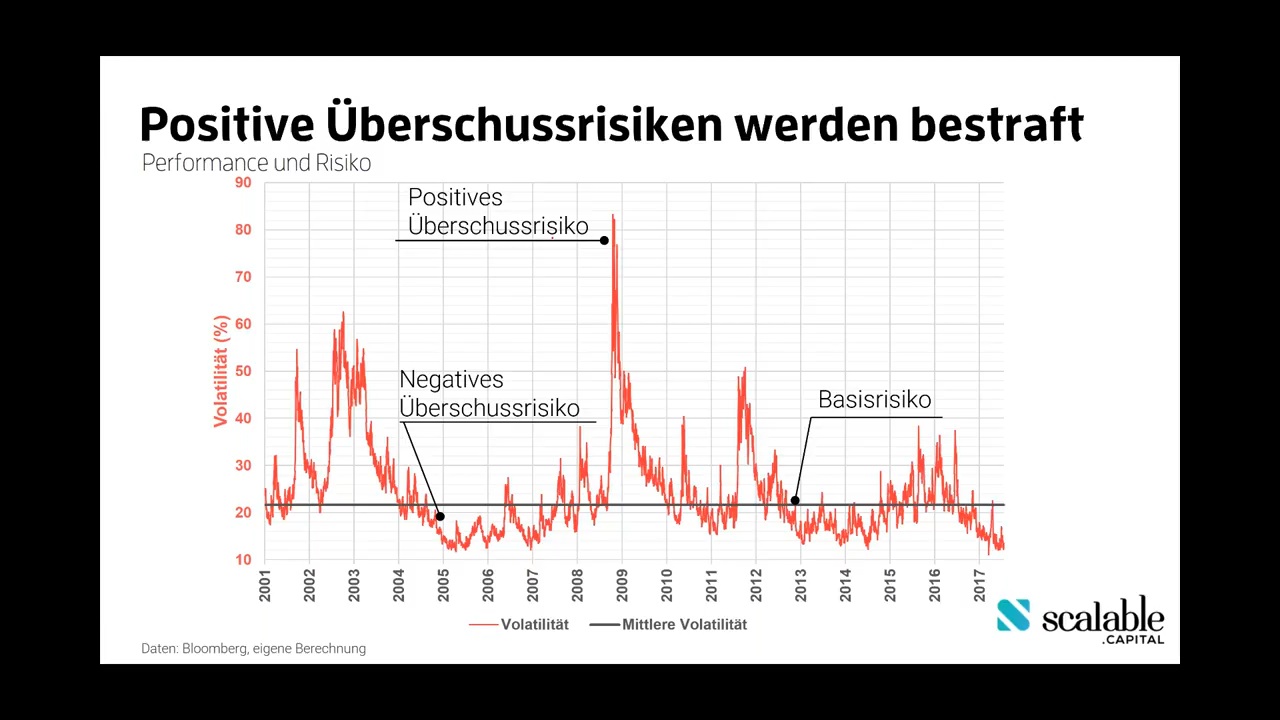 Positive Überschussrisiken werden bestraft
Performance und Risiko
90
80
70
60
50
40
30
20
10
Volatilität (%)
Positives
Überschussrisiko
Negatives
Überschussrisiko
Basisrisiko
2001 2002 2003 2004 2005 2006 2007 2008 2009 2010 2011 2012 2013 2014 2015 2016 2017
Volatilität Mittlere Volatilität
scalable
.CAPITAL
Daten: Bloomberg, eigene Berechnung